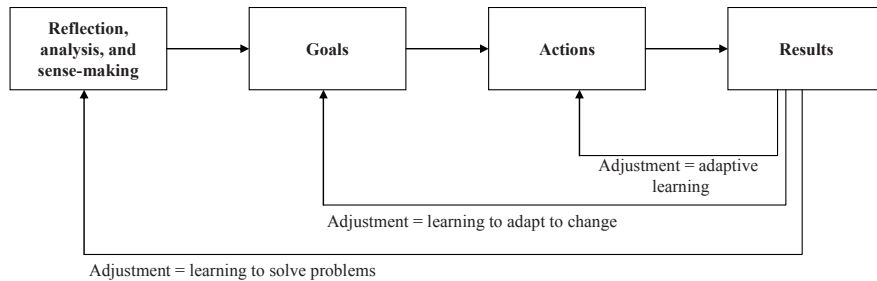 Reflection,
analysis, and
sense-making
Goals
Actions
Results
Adjustment = adaptive
learning
Adjustment = learning to adapt to change
Adjustment = learning to solve problems